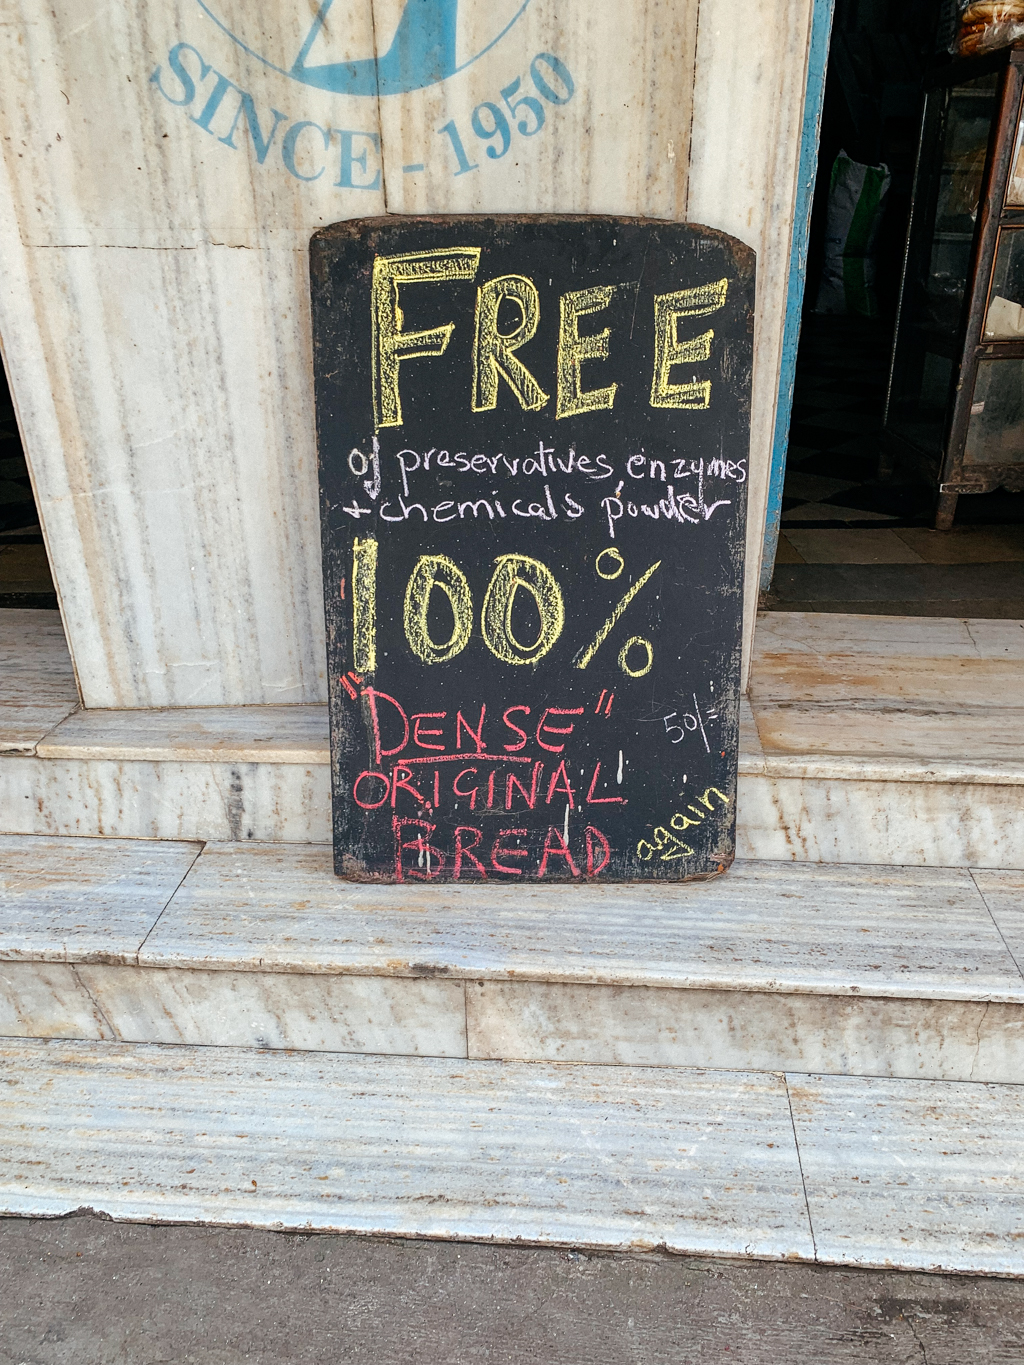 SINCE - 1950
FREE
of preservatives, enzymes
+ chemicals powder
100%
"DENSE"
50/=
ORIGINAL
BREAD
again